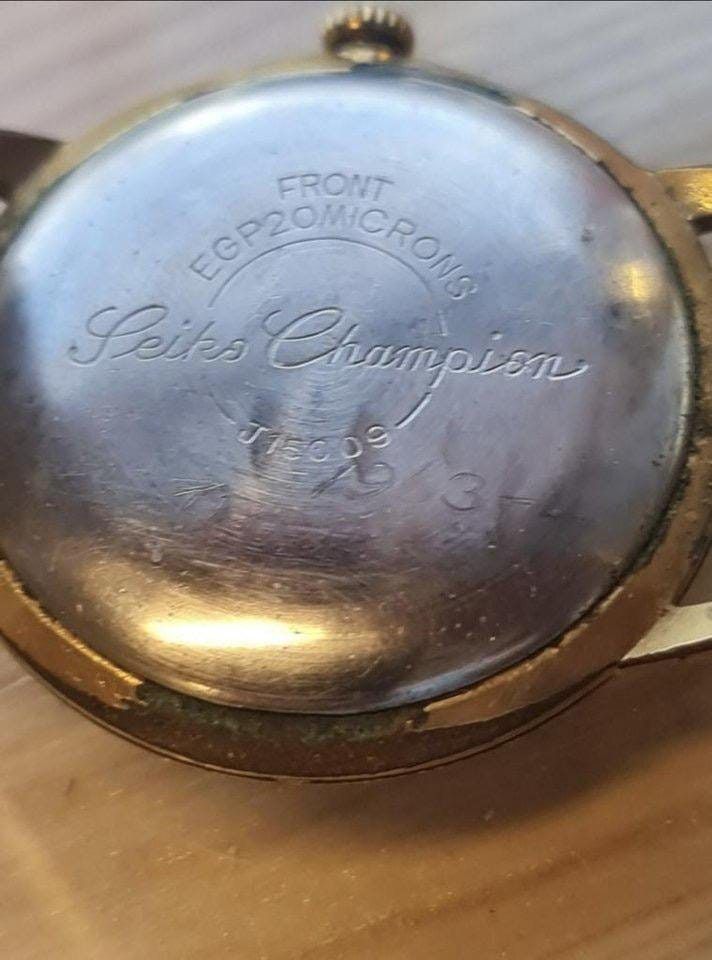 FRONT
EGP20MICRONS
Seiko Champion
J15009